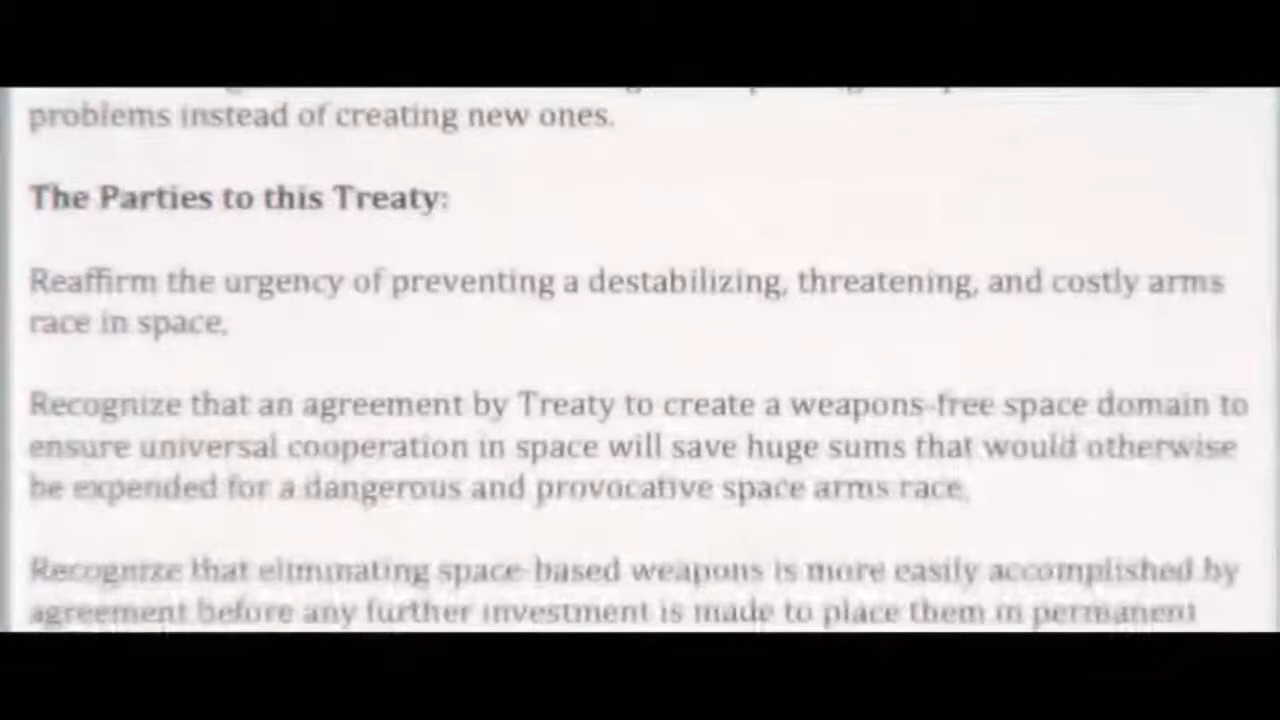 problems instead of creating new ones.
The Parties to this Treaty:
Reaffirm the urgency of preventing a destabilizing, threatening, and costly arms
race in space,
Recognize that an agreement by Treaty to create a weapons-free space domain to
ensure universal cooperation in space will save huge sums that would otherwise
be expended for a dangerous and provocative space arms race,
Recognize that eliminating space-based weapons is more easily accomplished by
agreement before any further investment is made to place them in permanent